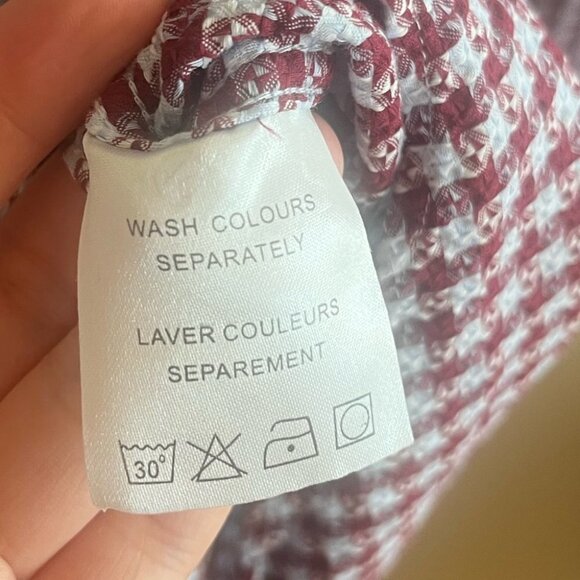 WASH COLOURS
SEPARATELY
LAVER COULEURS
SEPAREMENT
30°